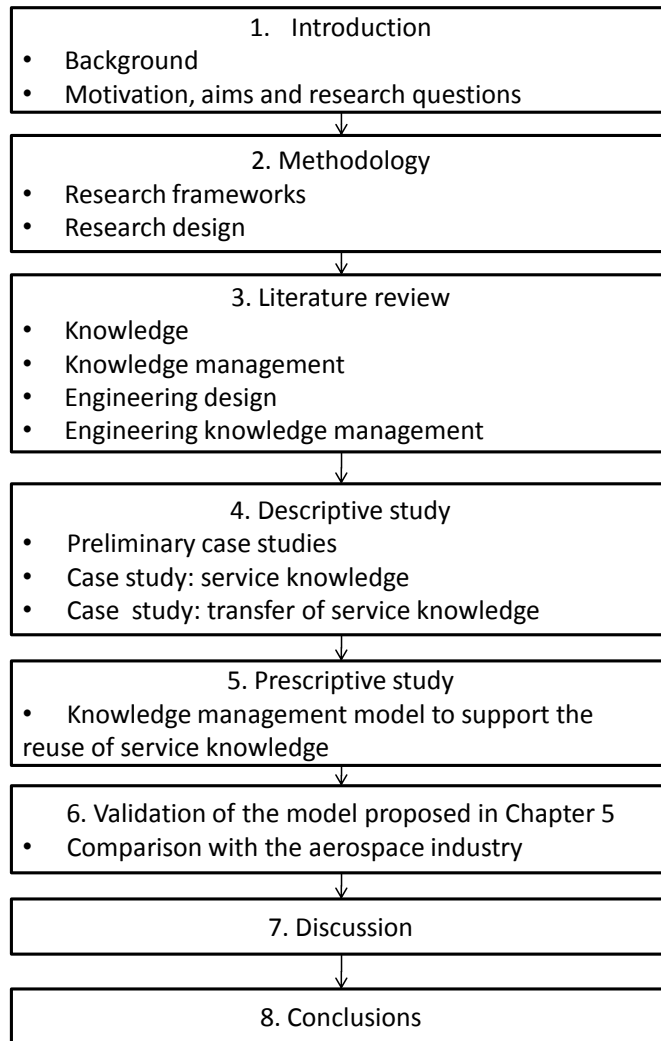 1. Introduction
• Background
• Motivation, aims and research questions
2. Methodology
• Research frameworks
• Research design
3. Literature review
• Knowledge
• Knowledge management
• Engineering design
• Engineering knowledge management
4. Descriptive study
• Preliminary case studies
• Case study: service knowledge
• Case study: transfer of service knowledge
5. Prescriptive study
• Knowledge management model to support the
reuse of service knowledge
6. Validation of the model proposed in Chapter 5
• Comparison with the aerospace industry
7. Discussion
8. Conclusions